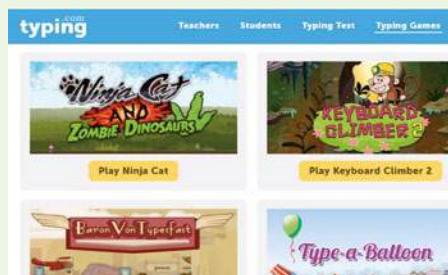 typing.com
Teachers Students Typing Test Typing Games
Ninja Cat
AND
ZOMBIE DINOSAURS
KEYBOARD
CLIMBER 2
Play Ninja Cat
Play Keyboard Climber 2
Baron Von Typefast
Type-a-Balloon